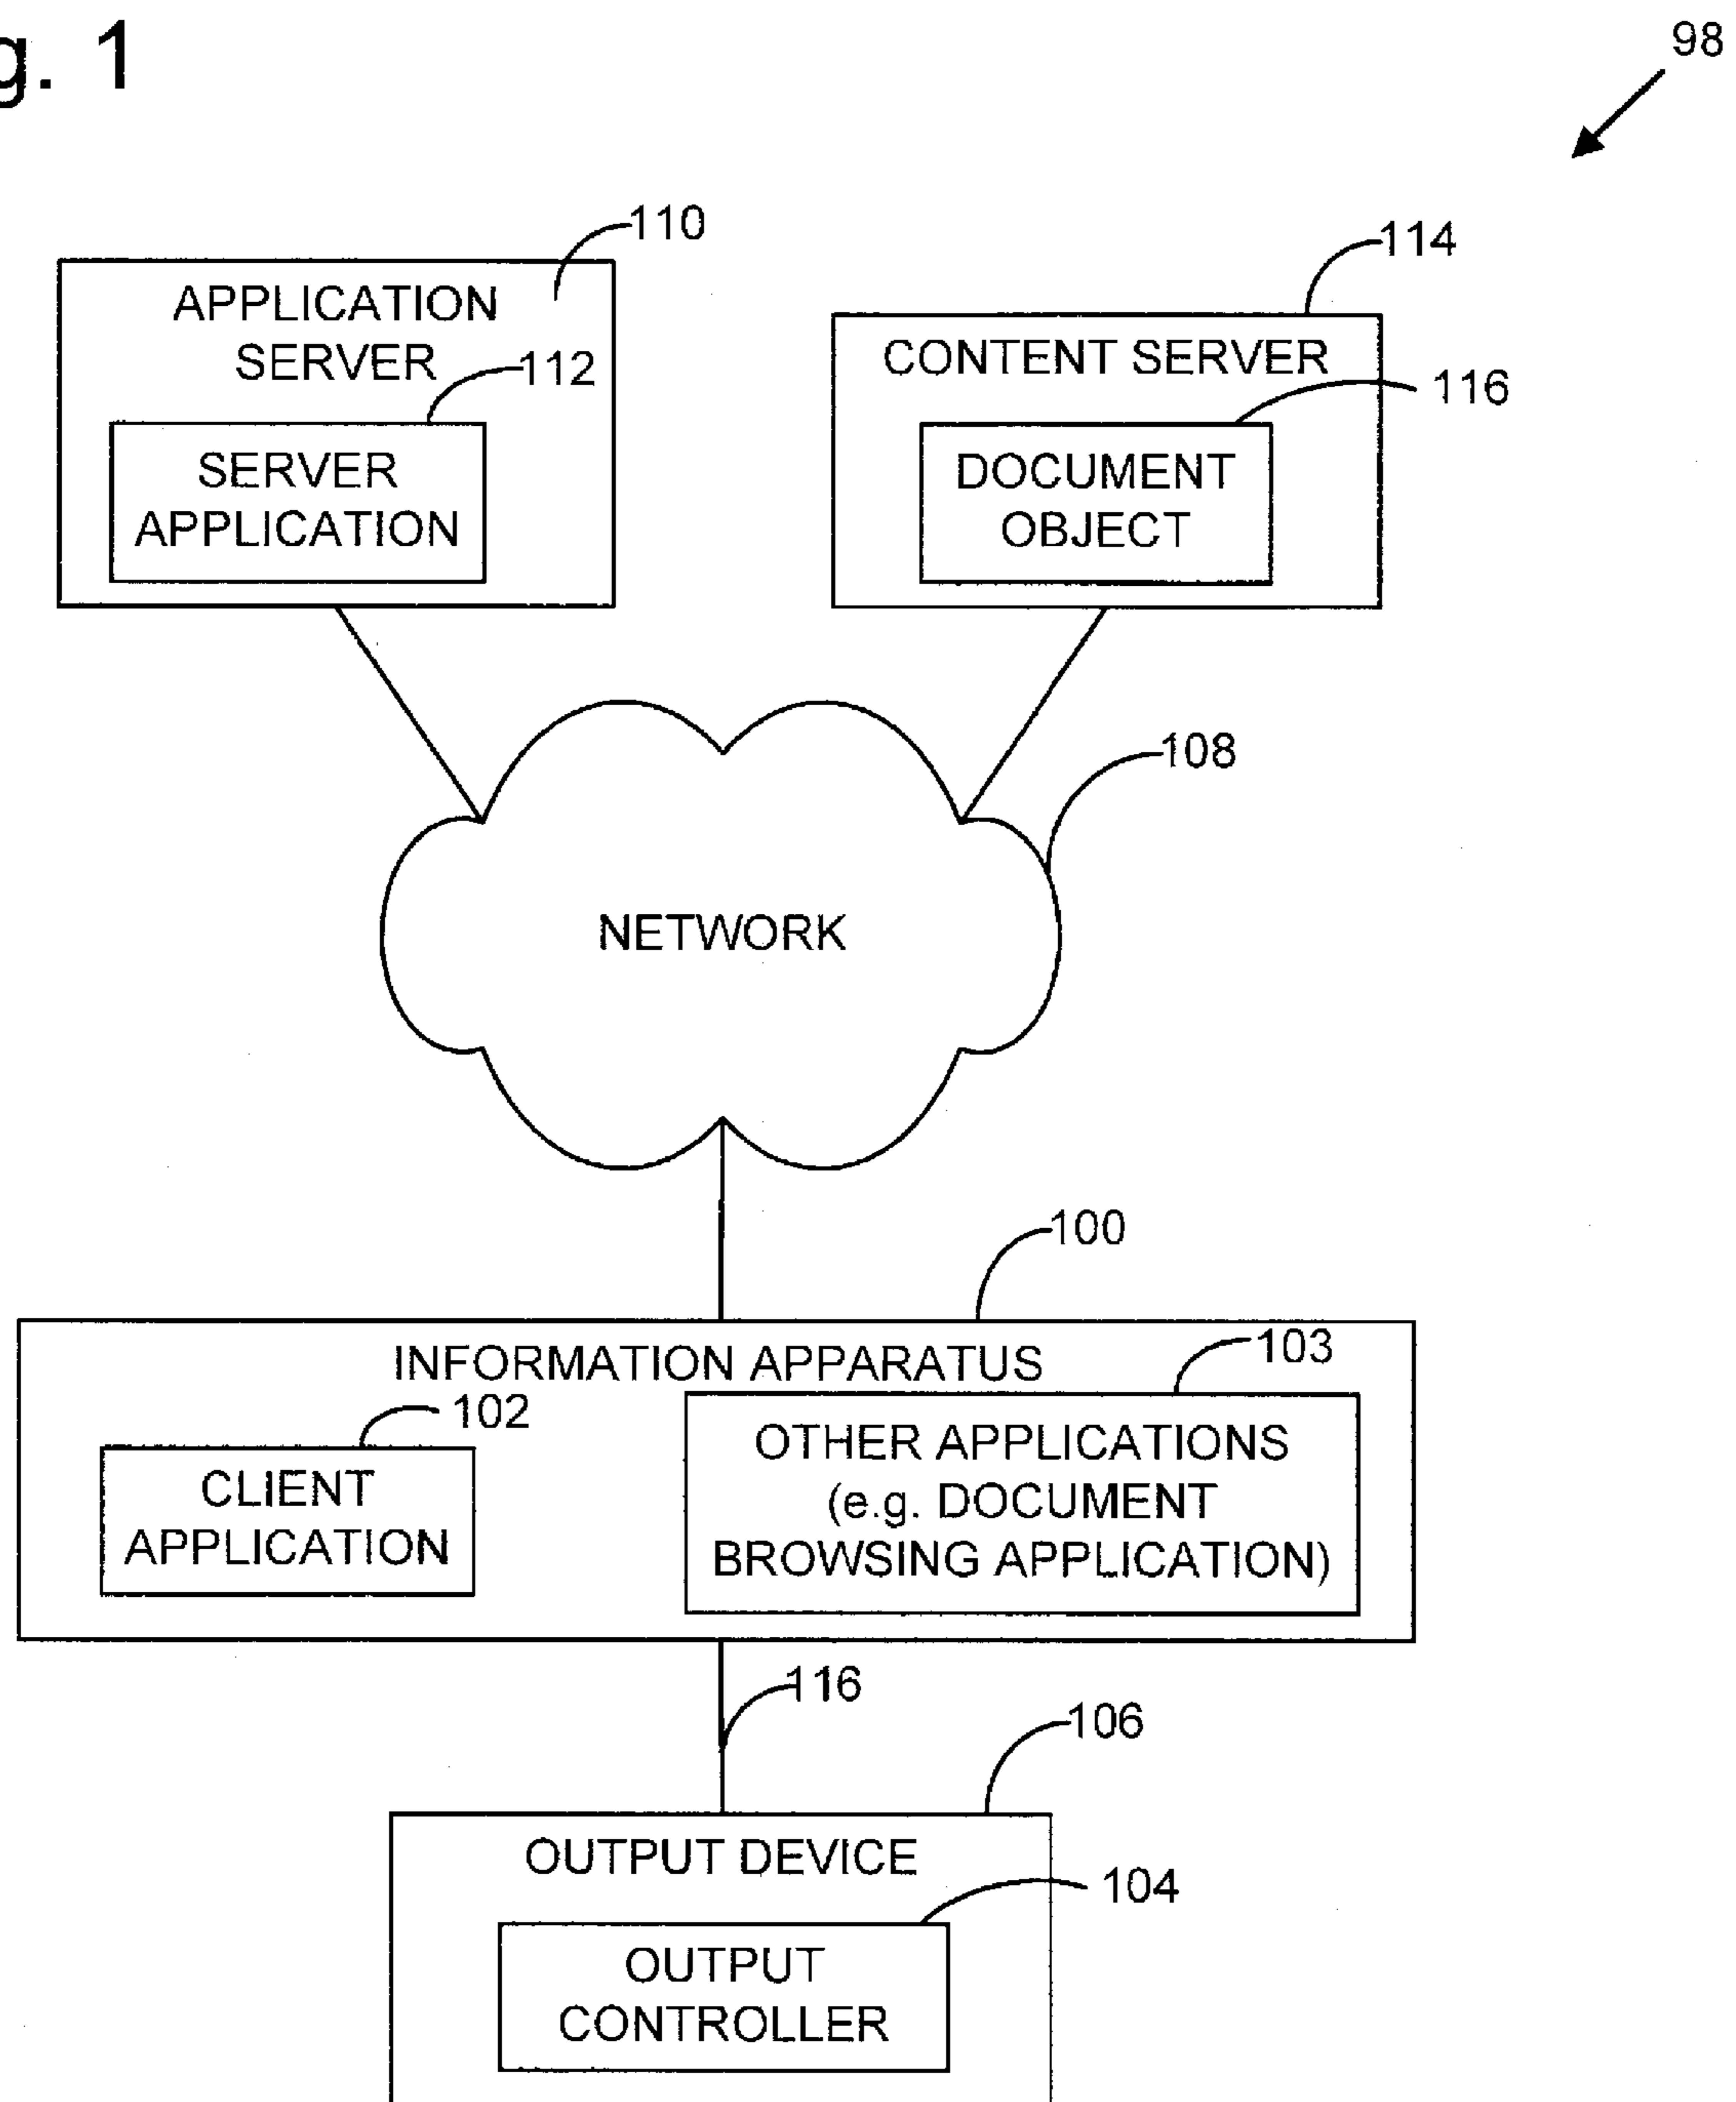 g. 1
98
110
APPLICATION
SERVER
112
SERVER
APPLICATION
114
CONTENT SERVER
116
DOCUMENT
OBJECT
108
NETWORK
100
INFORMATION APPARATUS
103
102
CLIENT
APPLICATION
OTHER APPLICATIONS
(e.g. DOCUMENT
BROWSING APPLICATION)
116
106
OUTPUT DEVICE
104
OUTPUT
CONTROLLER